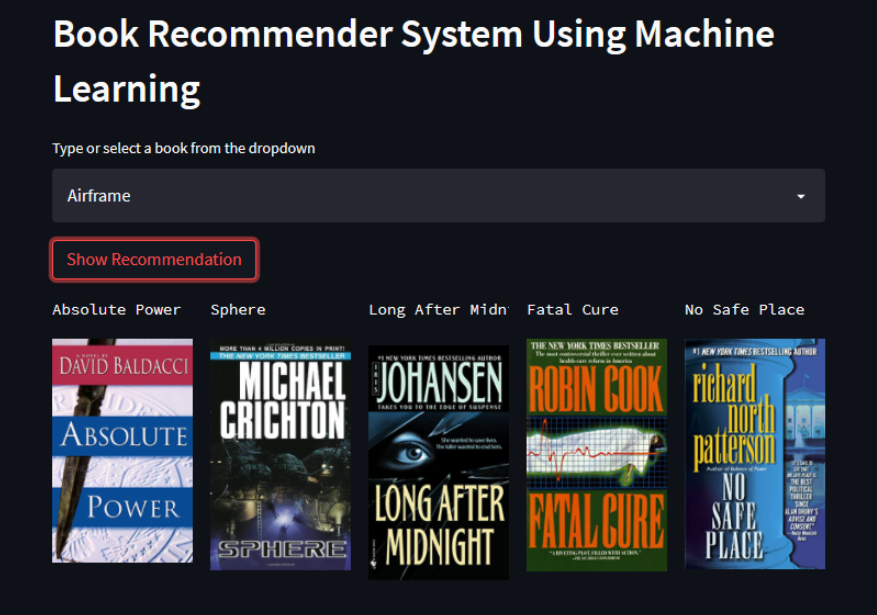 Book Recommender System Using Machine
Learning
Type or select a book from the dropdown
Airframe
Show Recommendation
Absolute Power
Sphere
Long After Midn
Fatal Cure
No Safe Place
A NOVEL BY
DAVID BALDACCI
ABSOLUTE
POWER
MORE THAN 4 MILLION COPIES IN PRINT!
THE NEW YORK TIMES BESTSELLER
MICHAEL
CRICHTON
SPHERE
#1 NEW YORK TIMES BESTSELLING AUTHOR
IRIS
JOHANSEN
TAKES YOU TO THE EDGE OF SUSPENSE
She wanted to save lives.
The killer wanted to end hers.
LONG AFTER
MIDNIGHT
THE NEW YORK TIMES BESTSELLER
The most controversial thriller ever written about
health-care reform in America
ROBIN COOK
FATAL CURE
"A RIVETING PLOT FILLED WITH ACTION."
#1 NEW YORK TIMES BESTSELLING AUTHOR
richard
north
patterson
Author of Silence of
NO
SAFE
PLACE
THE BEST
POLITICAL
THRILLER
SINCE
ALLEN DRURY'S
ADVISE AND
CONSENT"